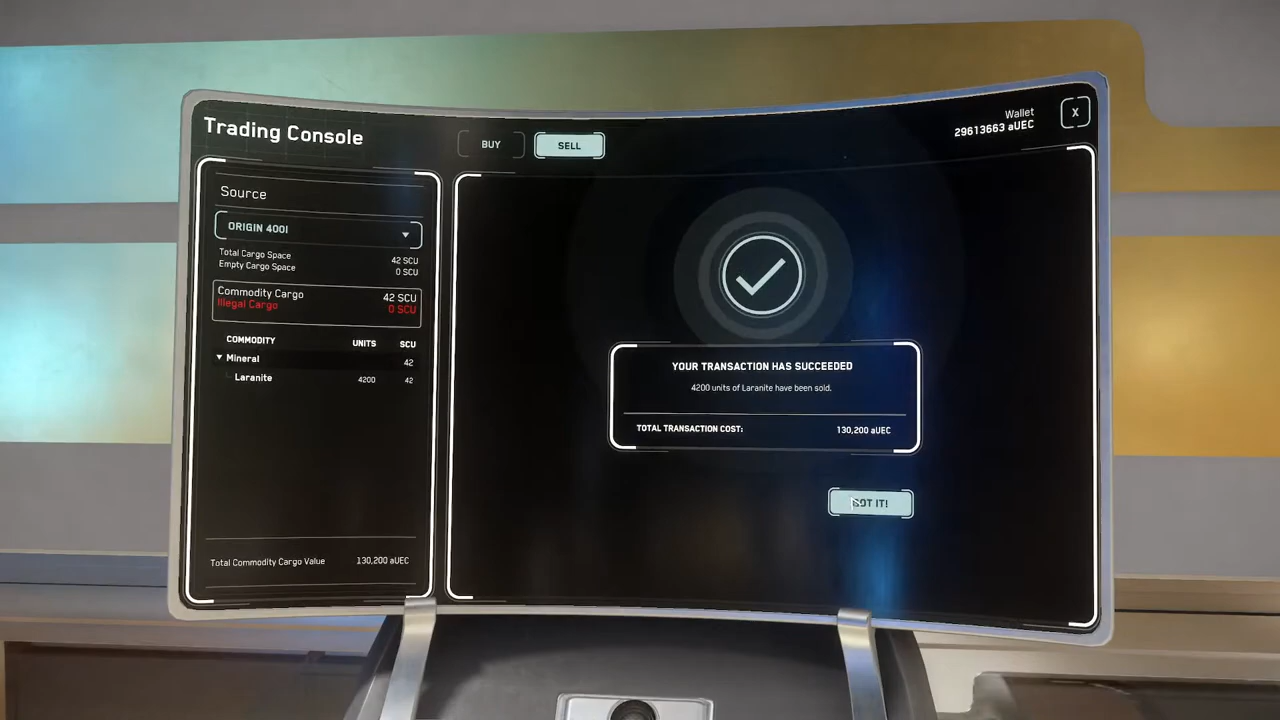 Trading Console
BUY
SELL
Wallet
29613663 aUEC
X
Source
ORIGIN 400I
Total Cargo Space 42 SCU
Empty Cargo Space 0 SCU
Commodity Cargo 42 SCU
Illegal Cargo 0 SCU
COMMODITY UNITS SCU
Mineral 42
Laranite 4200 42
Total Commodity Cargo Value 130,200 aUEC
YOUR TRANSACTION HAS SUCCEEDED
4200 units of Laranite have been sold.
TOTAL TRANSACTION COST: 130,200 aUEC
GOT IT!